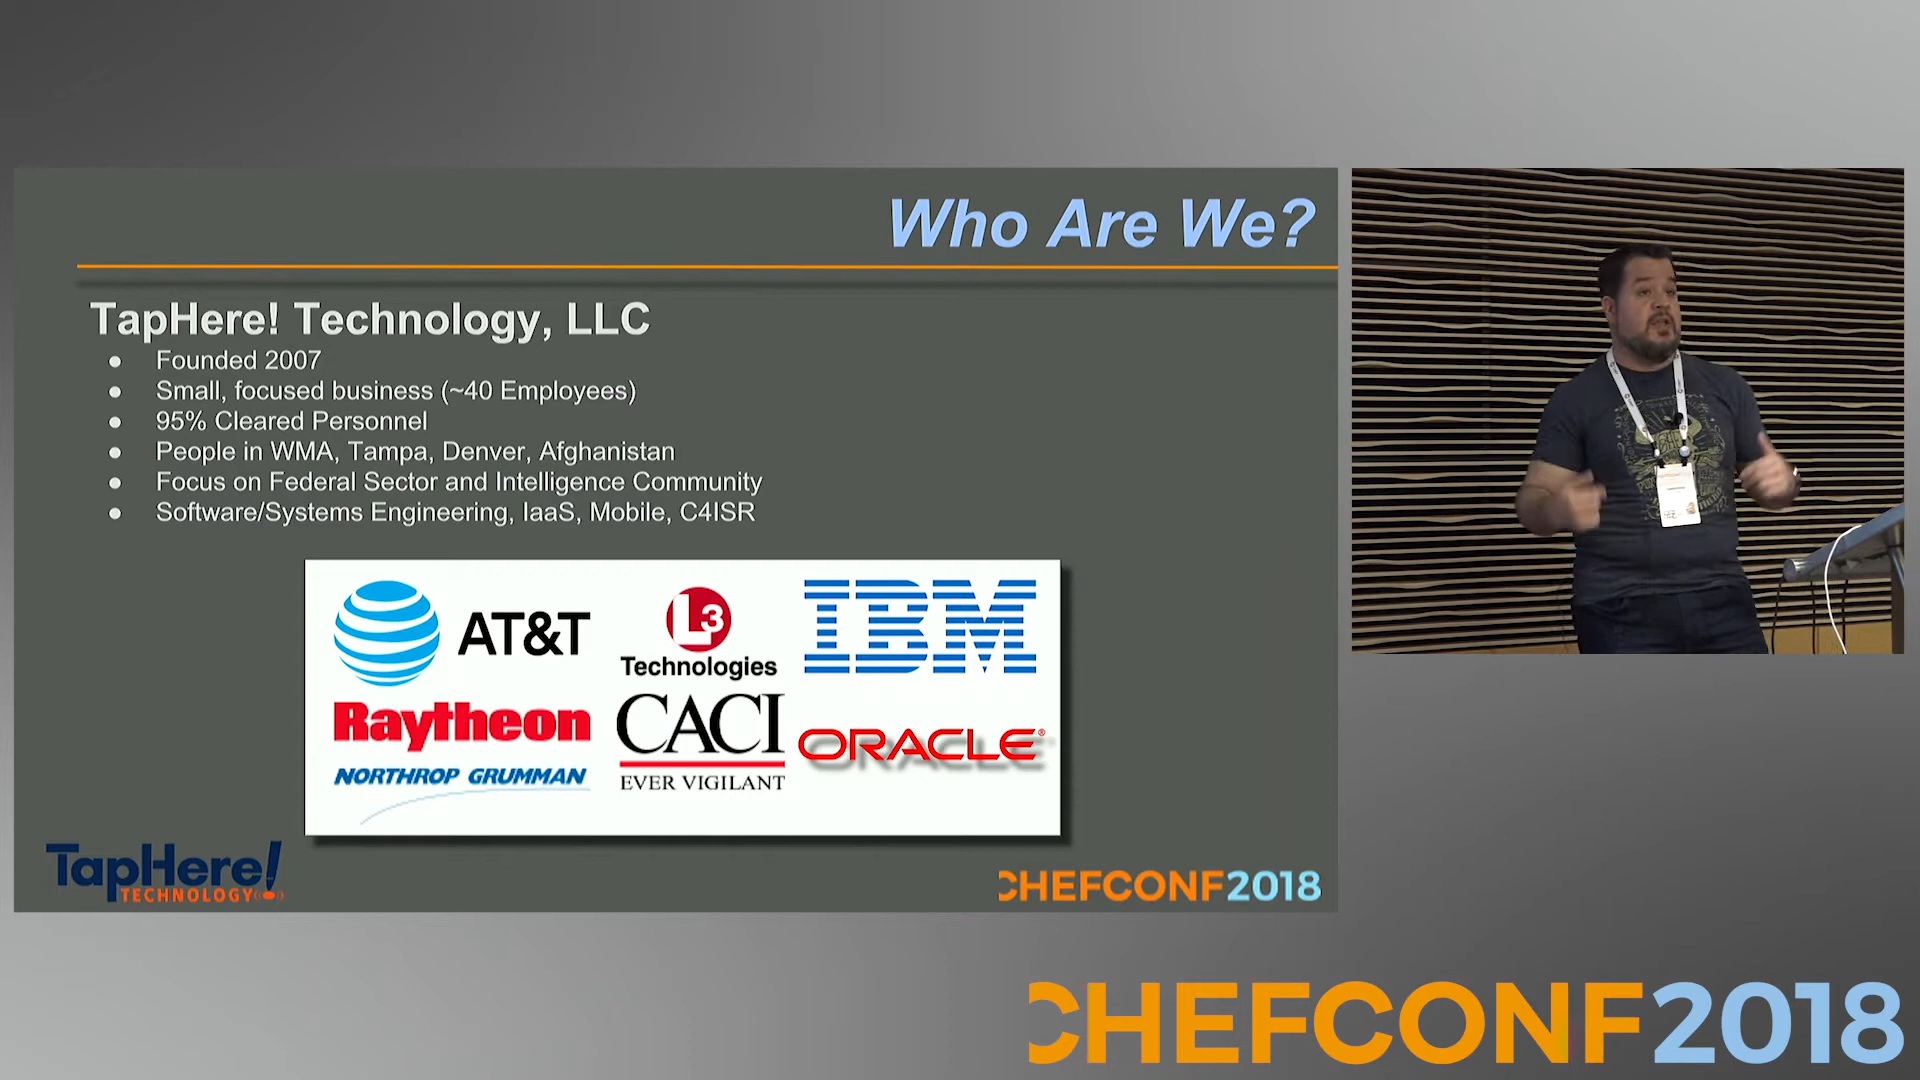 Who Are We?
TapHere! Technology, LLC
● Founded 2007
● Small, focused business (~40 Employees)
● 95% Cleared Personnel
● People in WMA, Tampa, Denver, Afghanistan
● Focus on Federal Sector and Intelligence Community
● Software/Systems Engineering, IaaS, Mobile, C4ISR
AT&T
L3
Technologies
IBM
Raytheon
CACI
EVER VIGILANT
ORACLE®
NORTHROP GRUMMAN
TapHere!
TECHNOLOGY
CHEFCONF2018
CHEFCONF2018